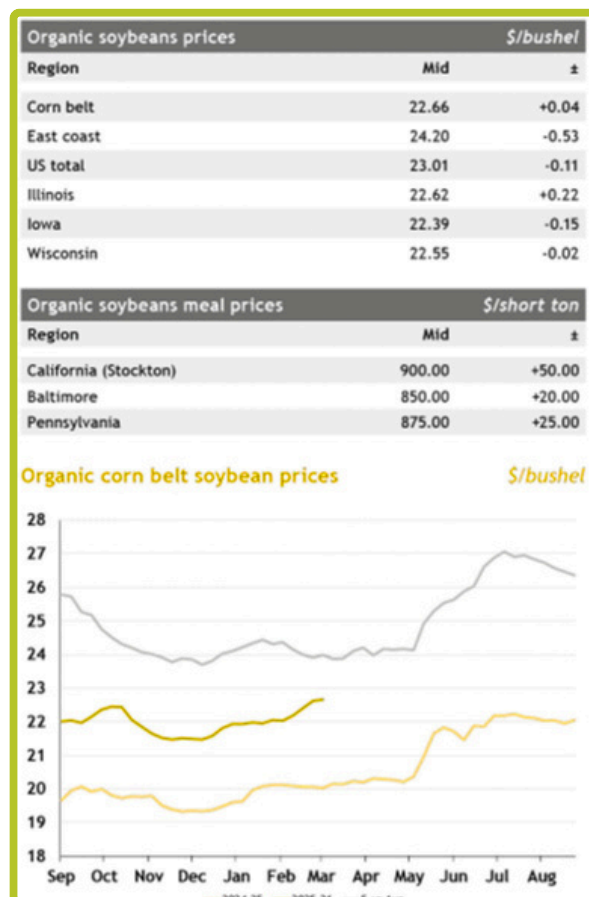 Organic soybeans prices $/bushel
Region Mid ±
Corn belt 22.66 +0.04
East coast 24.20 -0.53
US total 23.01 -0.11
Illinois 22.62 +0.22
Iowa 22.39 -0.15
Wisconsin 22.55 -0.02
Organic soybeans meal prices $/short ton
Region Mid ±
California (Stockton) 900.00 +50.00
Baltimore 850.00 +20.00
Pennsylvania 875.00 +25.00
Organic corn belt soybean prices $/bushel
28
27
26
25
24
23
22
21
20
19
18
Sep Oct Nov Dec Jan Feb Mar Apr May Jun Jul Aug